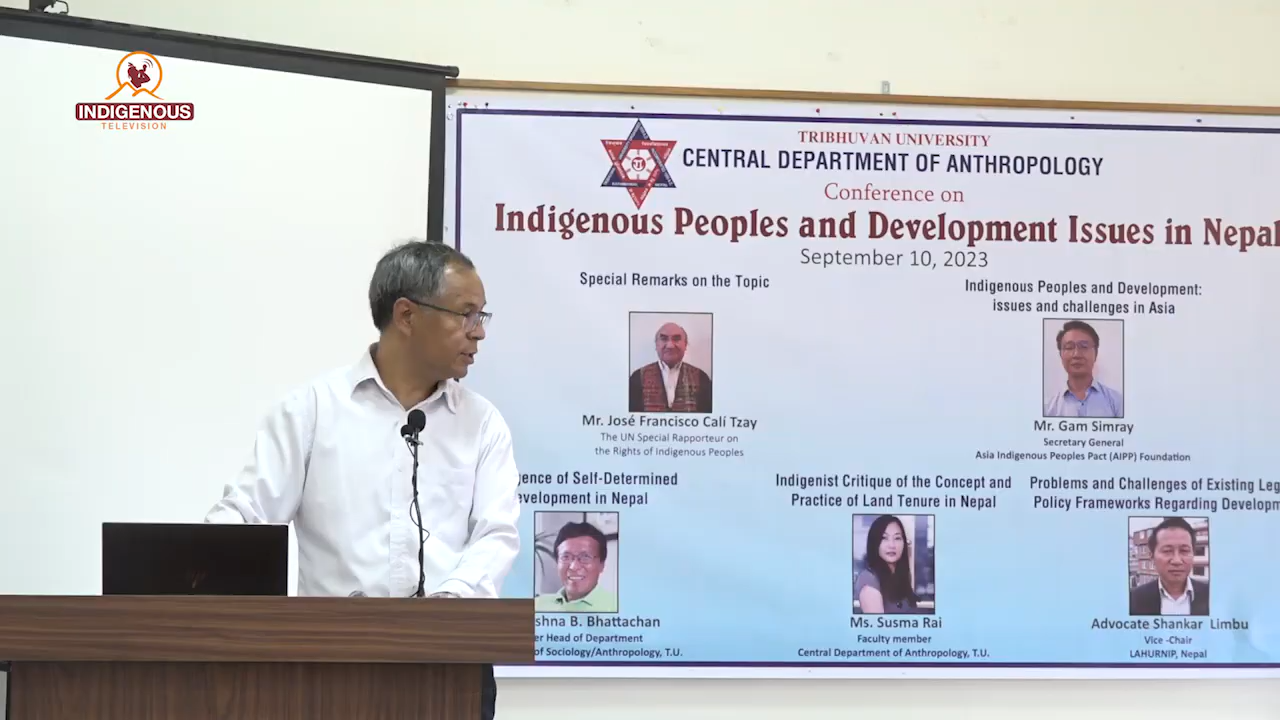 INDIGENOUS
TELEVISION
TRIBHUVAN UNIVERSITY
CENTRAL DEPARTMENT OF ANTHROPOLOGY
Conference on
Indigenous Peoples and Development Issues in Nepal
September 10, 2023
Special Remarks on the Topic
Mr. José Francisco Calí Tzay
The UN Special Rapporteur on
the Rights of Indigenous Peoples
Indigenous Peoples and Development:
issues and challenges in Asia
Mr. Gam Simray
Secretary General
Asia Indigenous Peoples Pact (AIPP) Foundation
ence of Self-Determined
evelopment in Nepal
shna B. Bhattachan
er Head of Department
of Sociology/Anthropology, T.U.
Indigenist Critique of the Concept and
Practice of Land Tenure in Nepal
Ms. Susma Rai
Faculty member
Central Department of Anthropology, T.U.
Problems and Challenges of Existing Leg
Policy Frameworks Regarding Developm
Advocate Shankar Limbu
Vice -Chair
LAHURNIP, Nepal